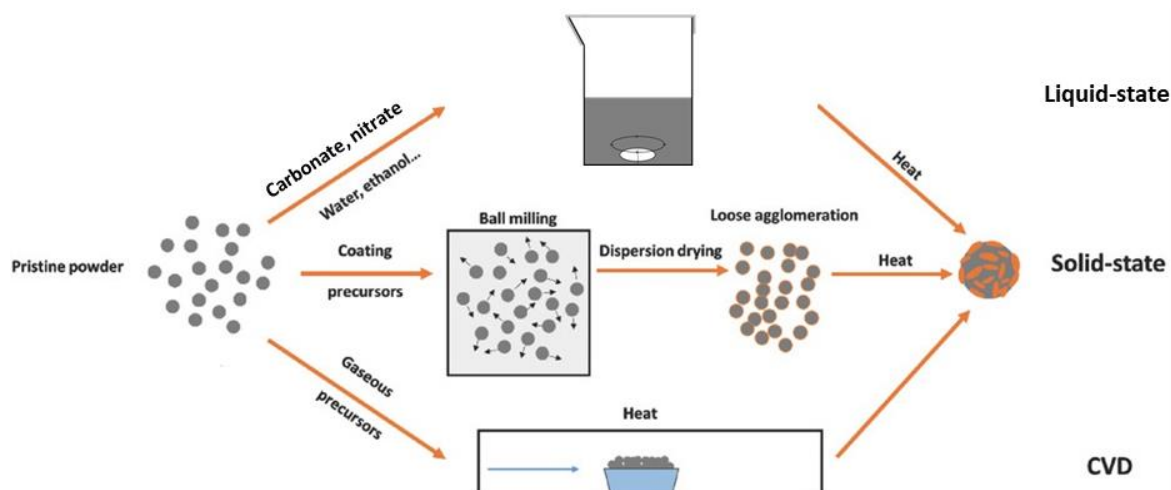 Liquid-state
Carbonate, nitrate
Water, ethanol...
Heat
Pristine powder
Coating
precursors
Ball milling
Dispersion drying
Loose agglomeration
Heat
Solid-state
Gaseous
precursors
Heat
CVD